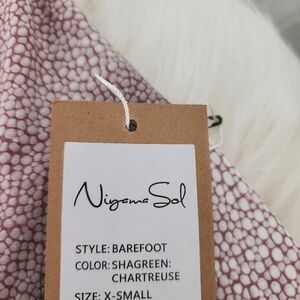 Niyama Sol
STYLE: BAREFOOT
COLOR: SHAGREEN:
CHARTREUSE
SIZE: X-SMALL